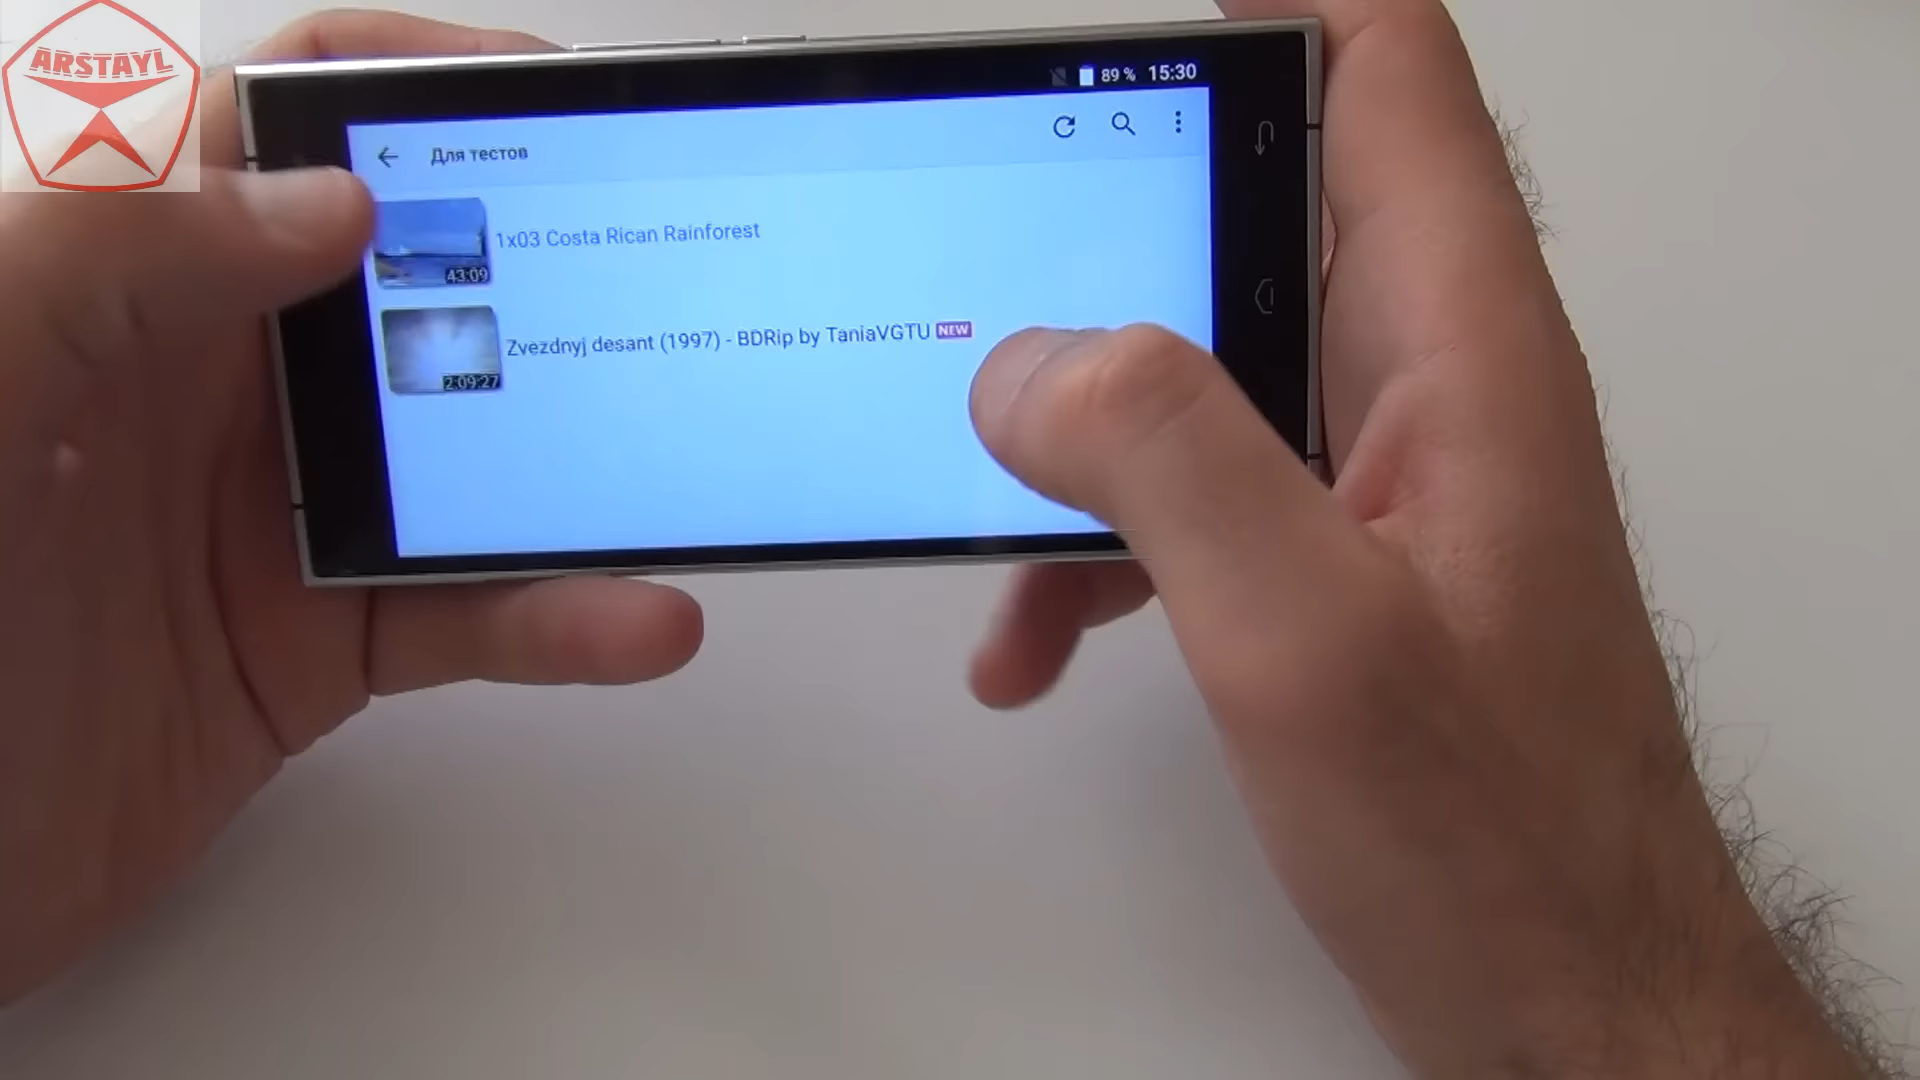 ARSTAYL
89 % 15:30
Для тестов
1x03 Costa Rican Rainforest
43:09
Zvezdnyj desant (1997) - BDRip by TaniaVGTU NEW
2:09:27